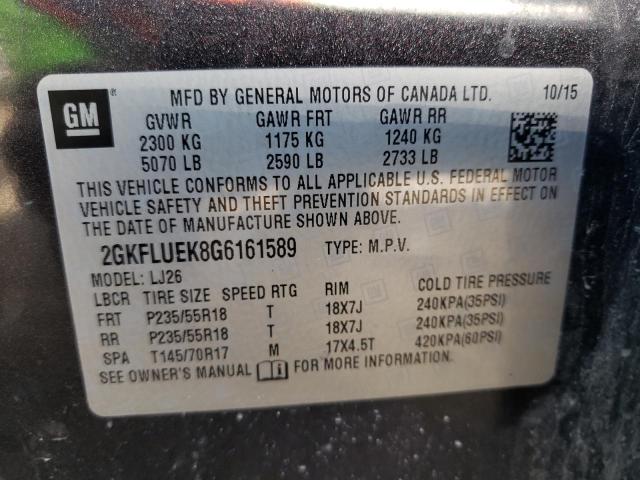 GM ® MFD BY GENERAL MOTORS OF CANADA LTD. 10/15
GVWR GAWR FRT GAWR RR
2300 KG 1175 KG 1240 KG
5070 LB 2590 LB 2733 LB
THIS VEHICLE CONFORMS TO ALL APPLICABLE U.S. FEDERAL MOTOR
VEHICLE SAFETY AND THEFT PREVENTION STANDARDS IN EFFECT ON
THE DATE OF MANUFACTURE SHOWN ABOVE.
2GKFLUEK8G6161589 TYPE: M.P.V.
MODEL: LJ26
LBCR TIRE SIZE SPEED RTG RIM COLD TIRE PRESSURE
FRT P235/55R18 T 18X7J 240KPA(35PSI)
RR P235/55R18 T 18X7J 240KPA(35PSI)
SPA T145/70R17 M 17X4.5T 420KPA(60PSI)
SEE OWNER'S MANUAL FOR MORE INFORMATION.